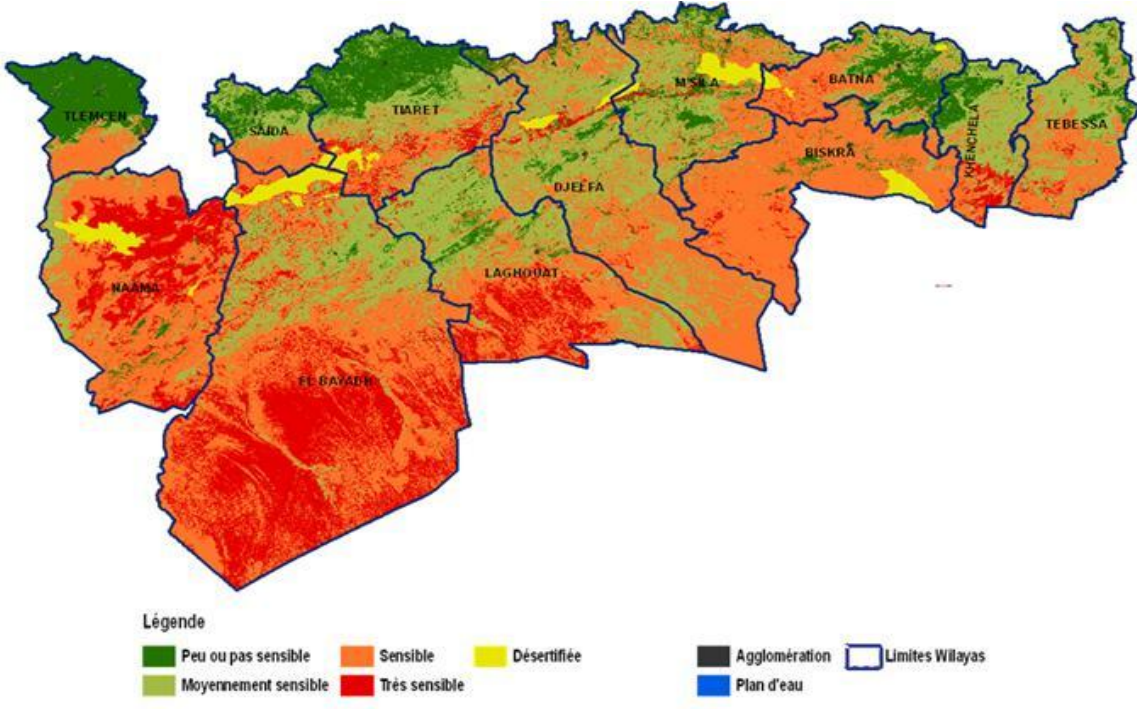 TLEMCEN
SAIDA
TIARET
M'SILA
BATNA
KHENCHELA
TEBESSA
BISKRA
DJELFA
NAAMA
LAGHOUAT
EL BAYADH
Légende
Peu ou pas sensible
Sensible
Désertifiée
Agglomération
Limites Wilayas
Moyennement sensible
Très sensible
Plan d'eau